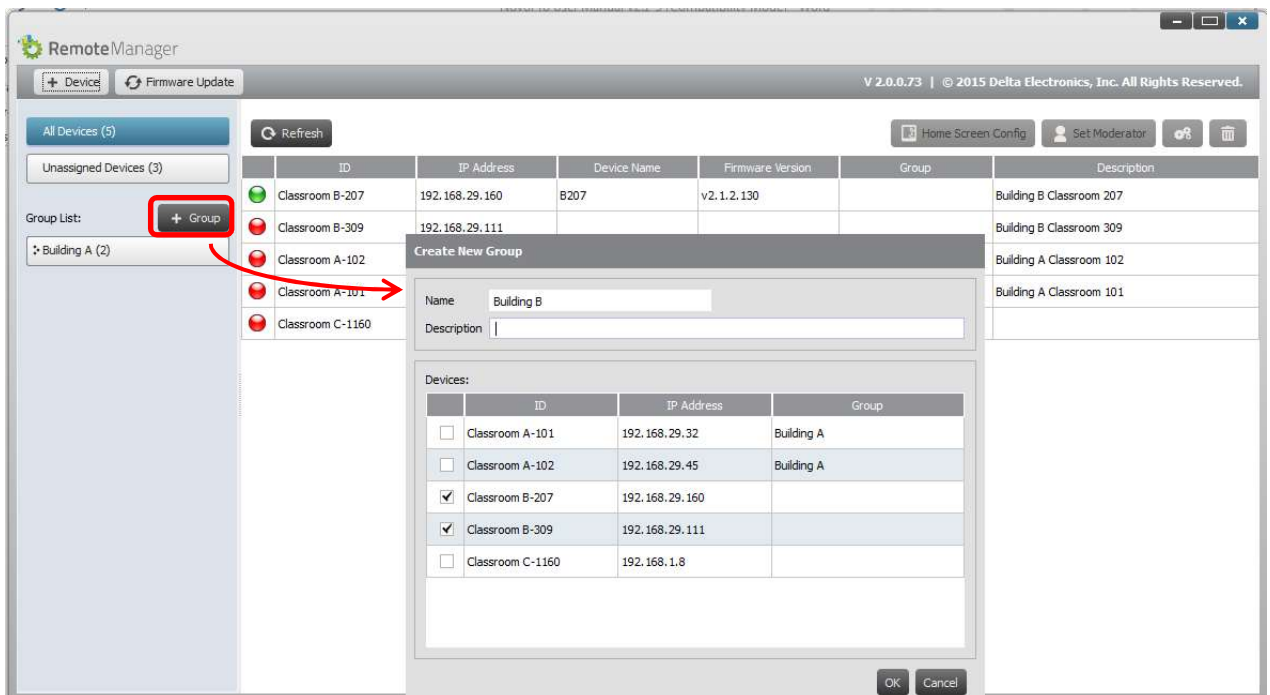 RemoteManager
+ Device Firmware Update V 2.0.0.73 | © 2015 Delta Electronics, Inc. All Rights Reserved.
All Devices (5)
Unassigned Devices (3)
Group List: + Group
Building A (2)
Refresh Home Screen Config Set Moderator
ID IP Address Device Name Firmware Version Group Description
Classroom B-207 192.168.29.160 B207 v2.1.2.130 Building B Classroom 207
Classroom B-309 192.168.29.111 Building B Classroom 309
Classroom A-102 Building A Classroom 102
Classroom A-101 Building A Classroom 101
Classroom C-1160
Create New Group
Name Building B
Description
Devices:
ID IP Address Group
Classroom A-101 192.168.29.32 Building A
Classroom A-102 192.168.29.45 Building A
Classroom B-207 192.168.29.160
Classroom B-309 192.168.29.111
Classroom C-1160 192.168.1.8
OK Cancel